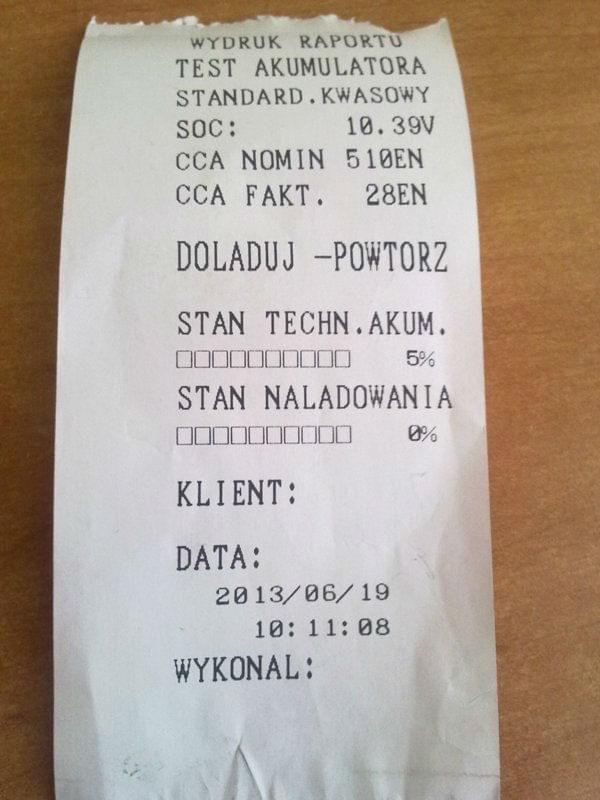 WYDRUK RAPORTU
TEST AKUMULATORA
STANDARD.KWASOWY
SOC: 10.39V
CCA NOMIN 510EN
CCA FAKT. 28EN
DOLADUJ -POWTORZ
STAN TECHN.AKUM.
5%
STAN NALADOWANIA
0%
KLIENT:
DATA:
2013/06/19
10:11:08
WYKONAL: